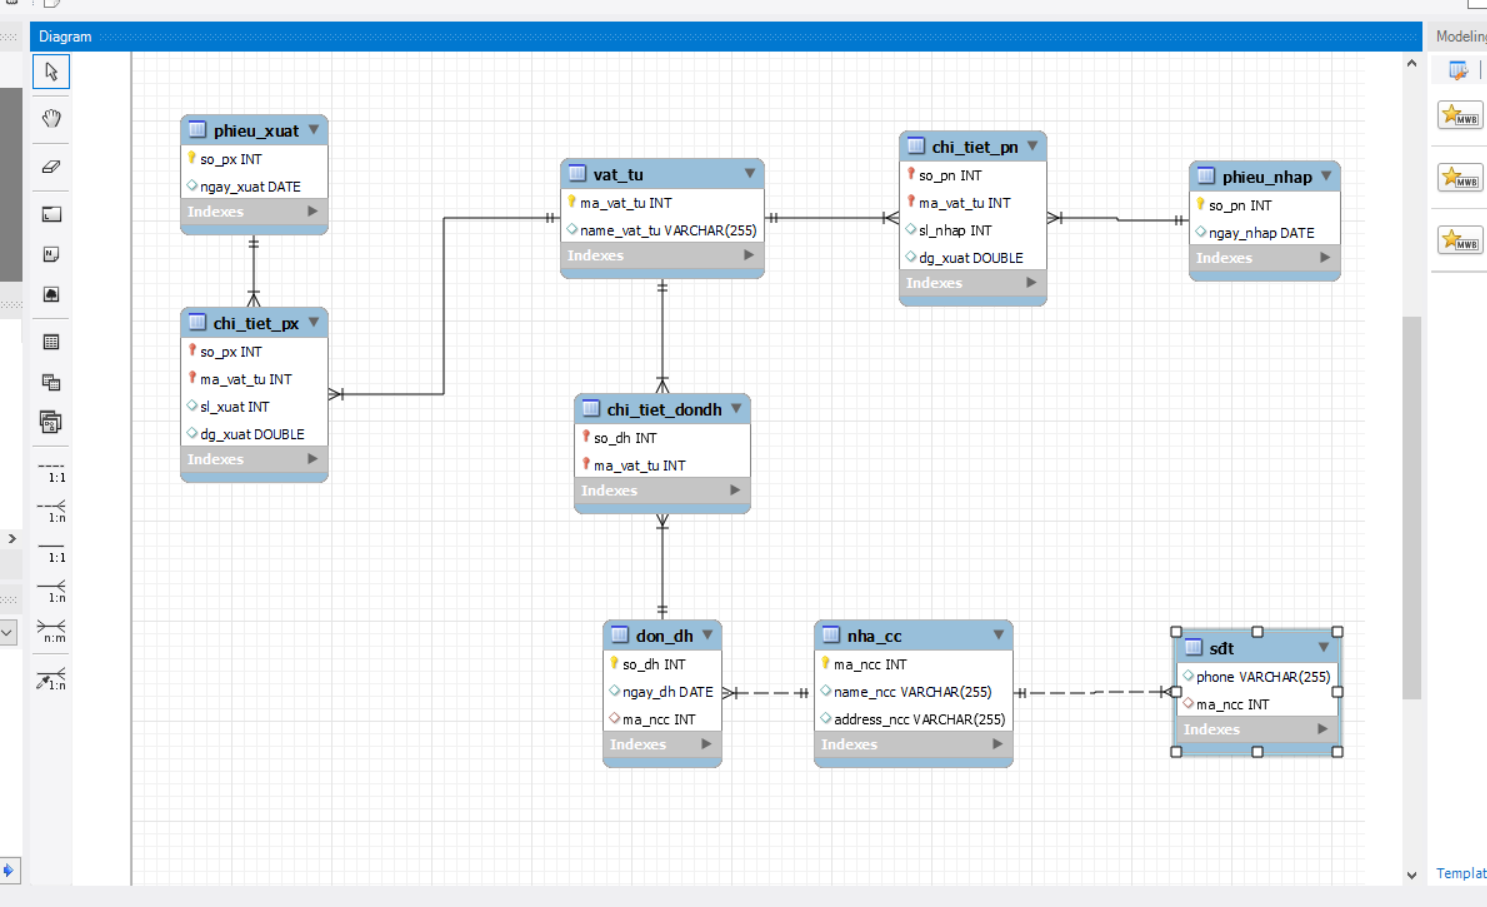 Diagram
Modeling
phieu_xuat
so_px INT
ngay_xuat DATE
Indexes
chi_tiet_px
so_px INT
ma_vat_tu INT
sl_xuat INT
dg_xuat DOUBLE
Indexes
vat_tu
ma_vat_tu INT
name_vat_tu VARCHAR(255)
Indexes
chi_tiet_pn
so_pn INT
ma_vat_tu INT
sl_nhap INT
dg_xuat DOUBLE
Indexes
phieu_nhap
so_pn INT
ngay_nhap DATE
Indexes
chi_tiet_dondh
so_dh INT
ma_vat_tu INT
Indexes
don_dh
so_dh INT
ngay_dh DATE
ma_ncc INT
Indexes
nha_cc
ma_ncc INT
name_ncc VARCHAR(255)
address_ncc VARCHAR(255)
Indexes
sđt
phone VARCHAR(255)
ma_ncc INT
Indexes
1:1
1:n
1:1
1:n
n:m
1:n
MWB
MWB
MWB
Templat